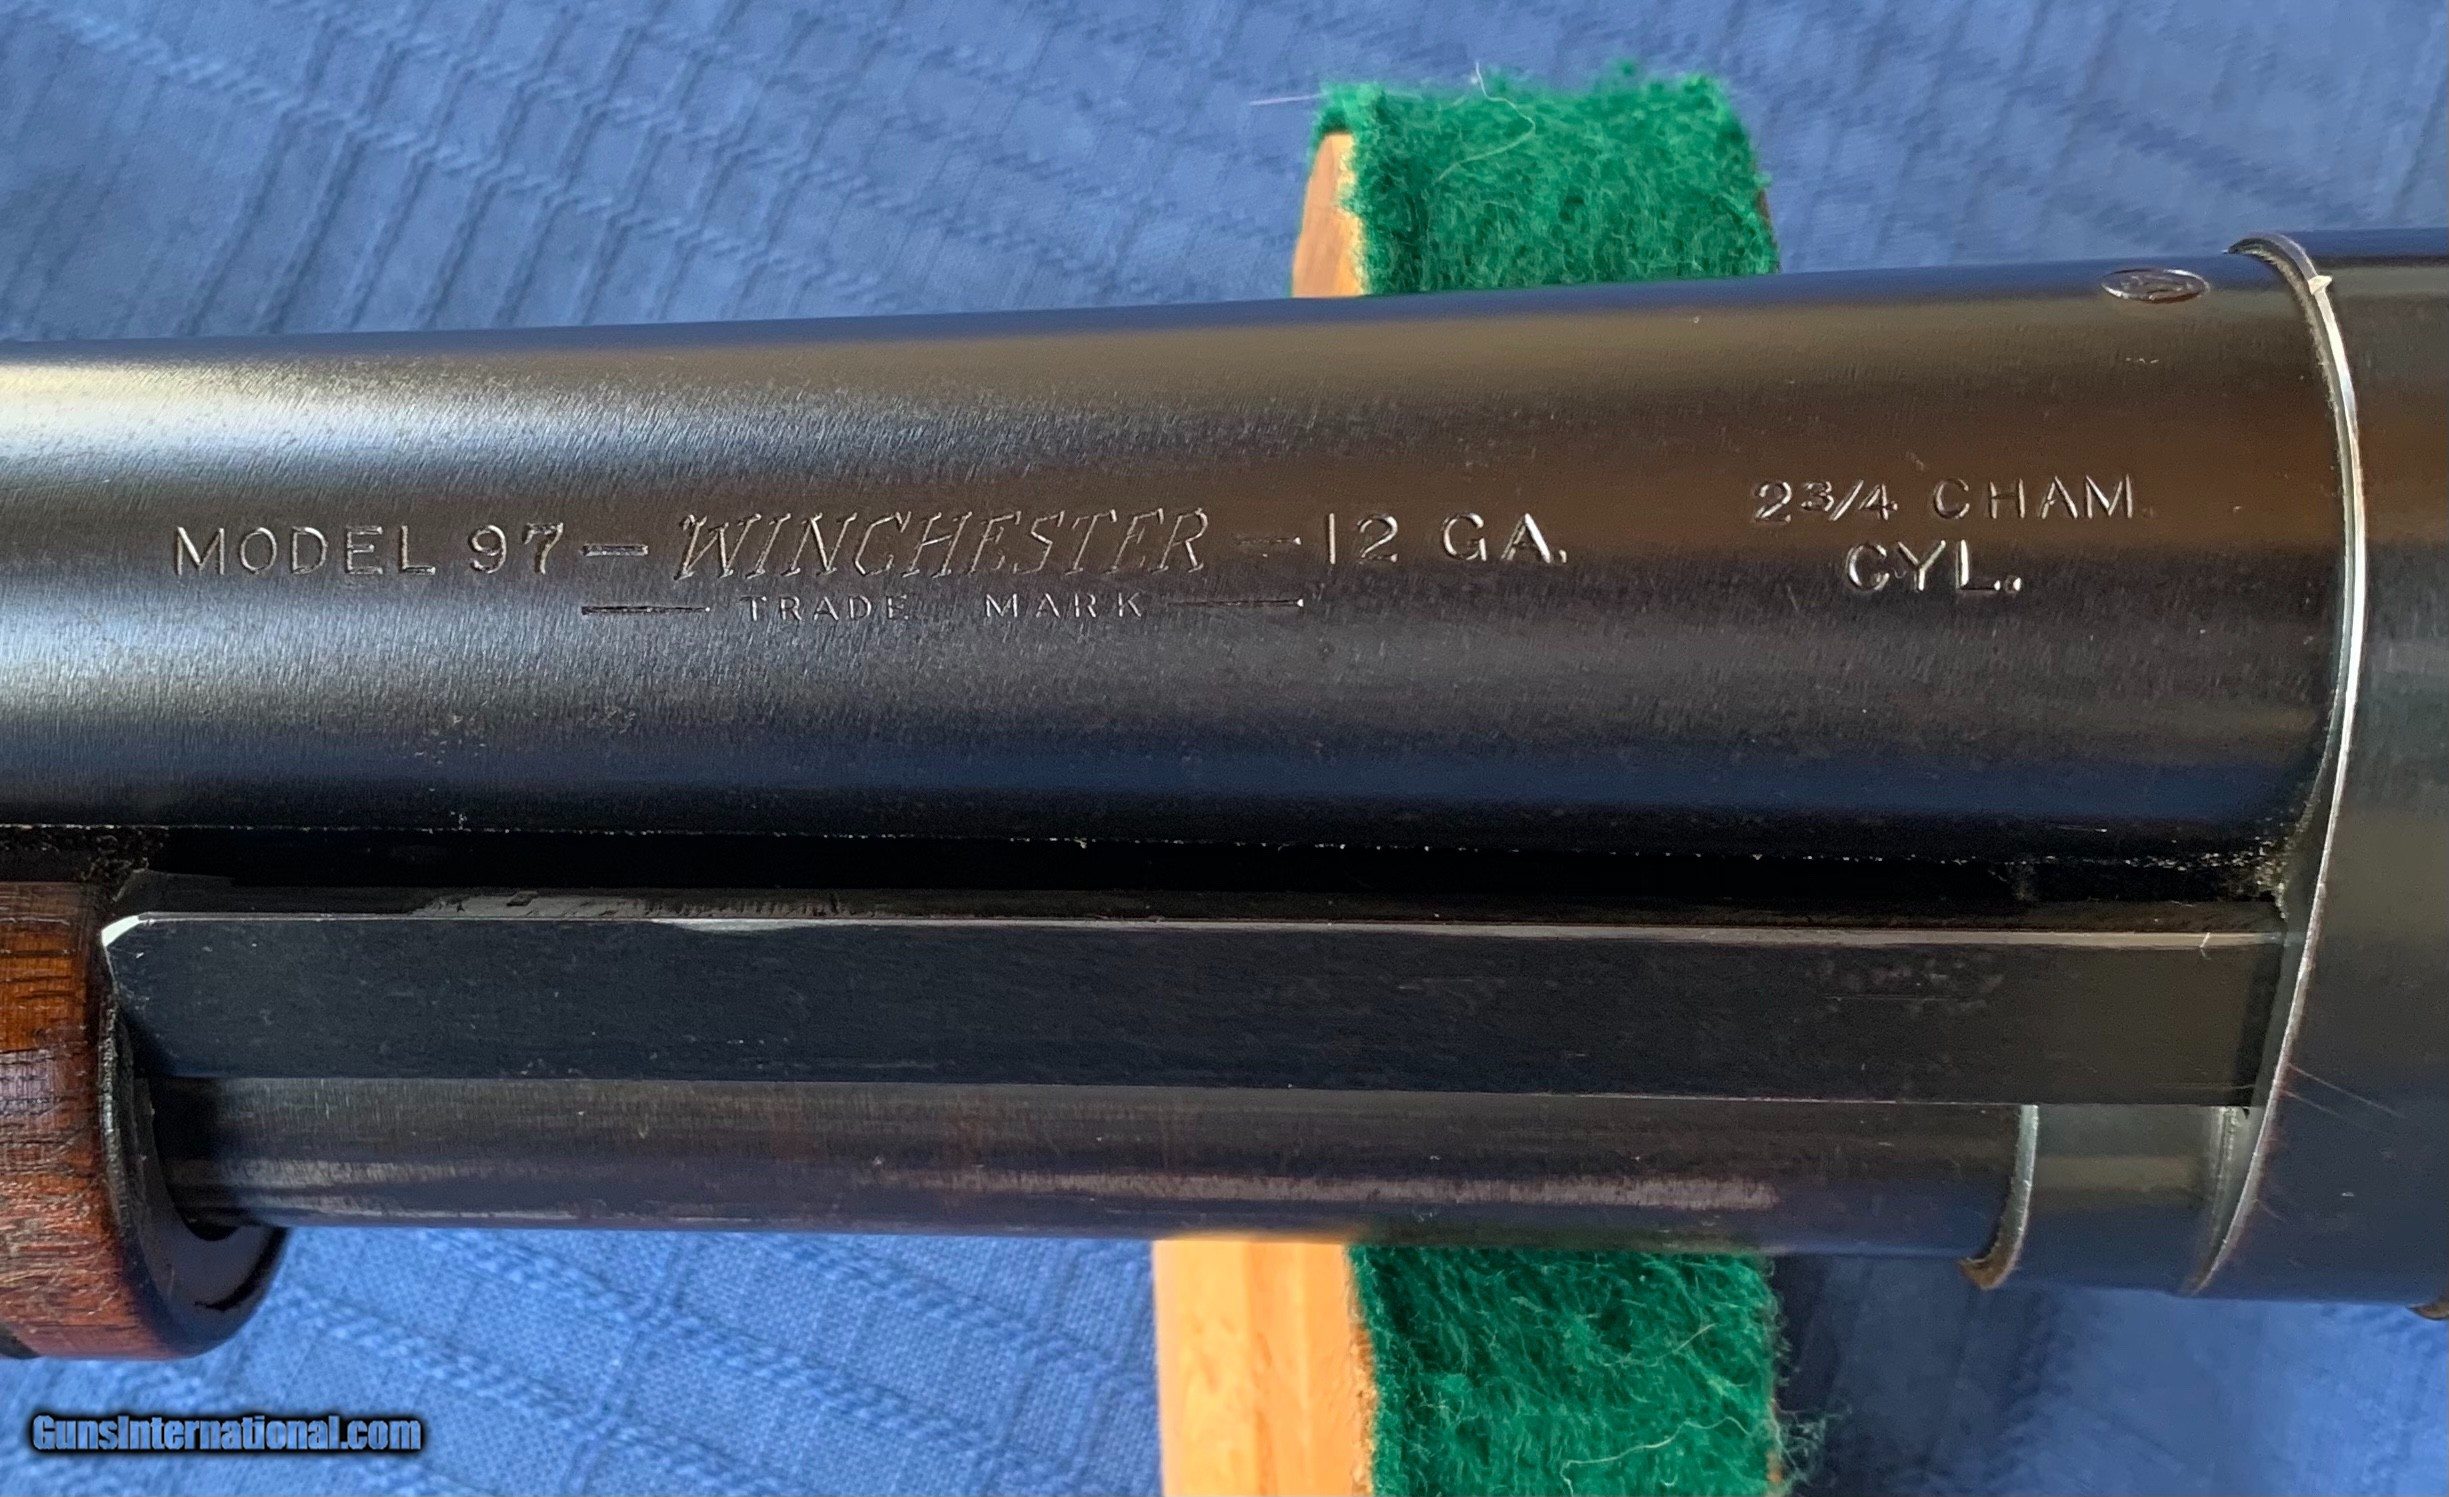 MODEL 97 — WINCHESTER — 12 GA.
— TRADE MARK —
2 3/4 CHAM.
CYL.
GunsInternational.com